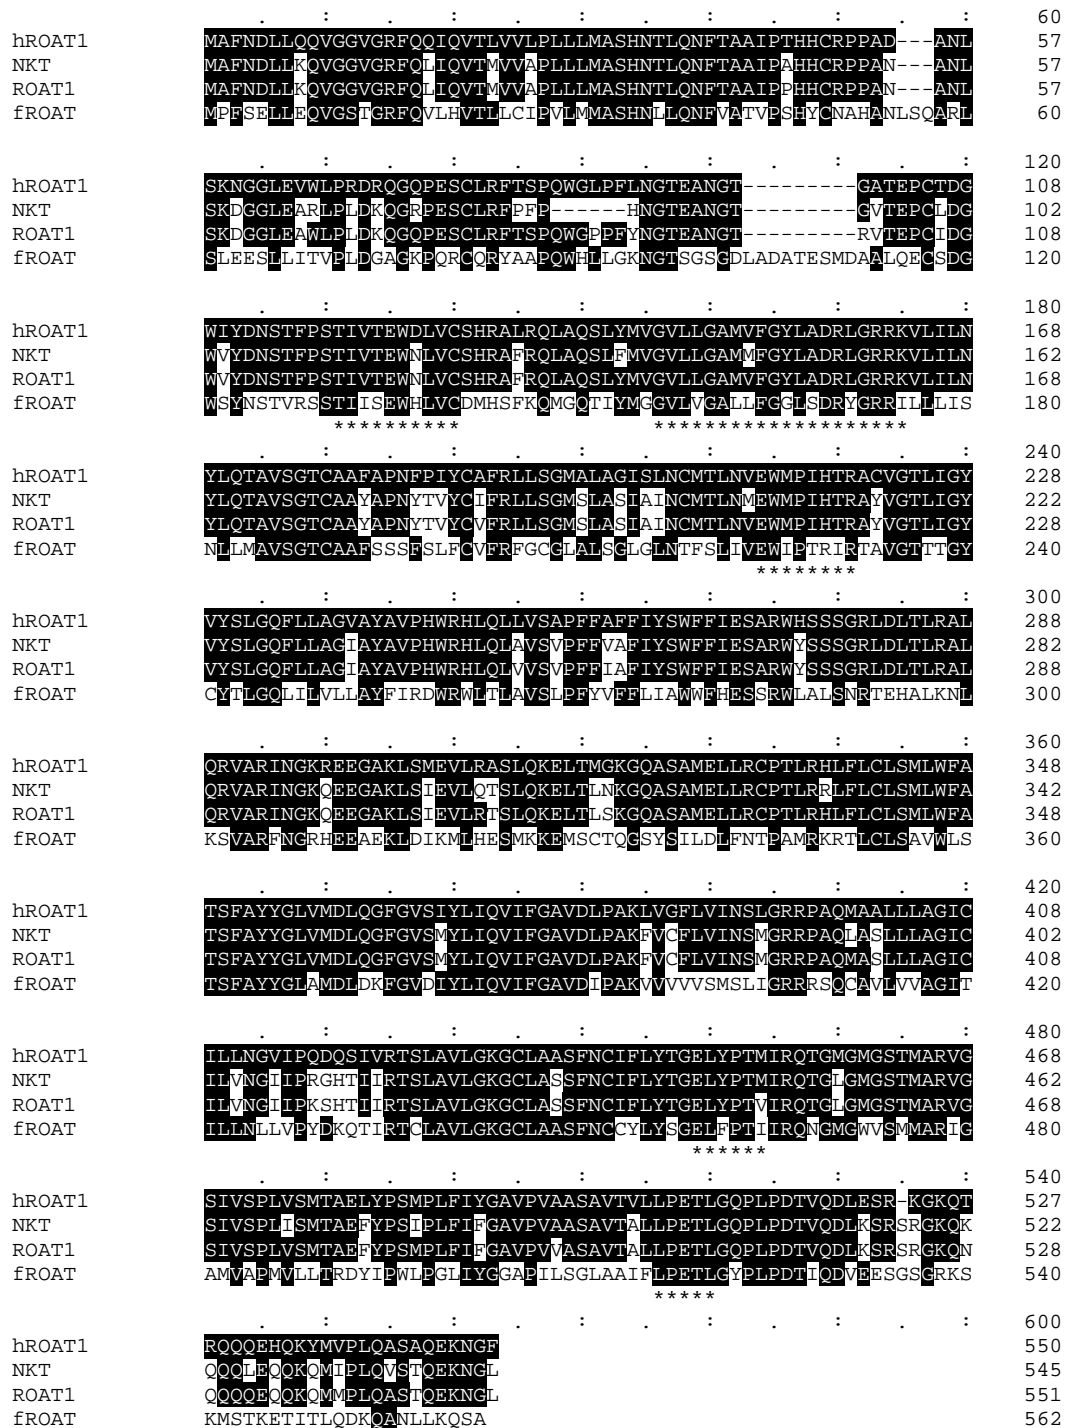 . : . : . : . : . : . : 60
hROAT1 MAFNDLLQQVGGVGRFQQIQVTLVVLPLLLMASHNTLQNFTAAIPTHHCRPPAD---ANL 57
NKT MAFNDLLKQVGGVGRFQLIQVTMVVAPLLLMASHNTLQNFTAAIPAHHCRPPAN---ANL 57
ROAT1 MAFNDLLKQVGGVGRFQLIQVTMVVAPLLLMASHNTLQNFTAAIPPHHCRPPAN---ANL 57
fROAT MPFSELLEQVGSTGRFQVLHVTLLCIPVLMMASHNLLQNFVATVPSHYCNAHANLSQARL 60
. : . : . : . : . : . : 120
hROAT1 SKNGGLEVWLPRDRQGQPESCLRFTSPQWGLPFLNGTEANGT---------GATEPCTDG 108
NKT SKDGGLEARLPLDKQGRPESCLRFPFP------HNGTEANGT---------GVTEPCLDG 102
ROAT1 SKDGGLEAWLPLDKQGQPESCLRFTSPQWGPPFYNGTEANGT---------RVTEPCIDG 108
fROAT SLEESLLITVPLDGAGKPQRCQRYAAPQWHLLGKNGTSGSGDLADATESMDAALQECSDG 120
. : . : . : . : . : . : 180
hROAT1 WIYDNSTFPSTIVTEWDLVCSHRALRQLAQSLYMVGVLLGAMVFGYLADRLGRRKVLILN 168
NKT WVYDNSTFPSTIVTEWNLVCSHRAFRQLAQSLFMVGVLLGAMMFGYLADRLGRRKVLILN 162
ROAT1 WVYDNSTFPSTIVTEWNLVCSHRAFRQLAQSLYMVGVLLGAMVFGYLADRLGRRKVLILN 168
fROAT WSYNSTVRSSTIISEWHLVCDMHSFKQMGQTIYMGGVLVGALLFGGLSDRYGRRILLLIS 180
********** ********************
. : . : . : . : . : . : 240
hROAT1 YLQTAVSGTCAAFAPNFPIYCAFRLLSGMALAGISLNCMTLNVEWMPIHTRACVGTLIGY 228
NKT YLQTAVSGTCAAYAPNYTVYCIFRLLSGMSLASIAINCMTLNMEWMPIHTRAYVGTLIGY 222
ROAT1 YLQTAVSGTCAAYAPNYTVYCVFRLLSGMSLASIAINCMTLNVEWMPIHTRAYVGTLIGY 228
fROAT NLLMAVSGTCAAFSSSFSLFCVFRFGCGLALSGLGLNTFSLIVEWIPTRIRTAVGTTTGY 240
********
. : . : . : . : . : . : 300
hROAT1 VYSLGQFLLAGVAYAVPHWRHLQLLVSAPFFAFFIYSWFFIESARWHSSSGRLDLTLRAL 288
NKT VYSLGQFLLAGIAYAVPHWRHLQLAVSVPFFVAFIYSWFFIESARWYSSSGRLDLTLRAL 282
ROAT1 VYSLGQFLLAGIAYAVPHWRHLQLVVSVPFFIAFIYSWFFIESARWYSSSGRLDLTLRAL 288
fROAT CYTLGQLILVLLAYFIRDWRWLTLAVSLPFYVFFLIAWWFHESSRWLALSNRTEHALKNL 300
. : . : . : . : . : . : 360
hROAT1 QRVARINGKREEGAKLSMEVLRASLQKELTMGKGQASAMELLRCPTLRHLFLCLSMLWFA 348
NKT QRVARINGKQEEGAKLSIEVLQTSLQKELTLNKGQASAMELLRCPTLRRLFLCLSMLWFA 342
ROAT1 QRVARINGKQEEGAKLSIEVLRTSLQKELTLSKGQASAMELLRCPTLRHLFLCLSMLWFA 348
fROAT KSVARFNGRHEEAEKLDIKMLHESMKKEMSCTQGSYSILDLFNTPAMRKRTLCLSAVWLS 360
. : . : . : . : . : . : 420
hROAT1 TSFAYYGLVMDLQGFGVSIYLIQVIFGAVDLPAKLVGFLVINSLGRRPAQMAALLLAGIC 408
NKT TSFAYYGLVMDLQGFGVSMYLIQVIFGAVDLPAKFVCFLVINSMGRRPAQLASLLLAGIC 402
ROAT1 TSFAYYGLVMDLQGFGVSMYLIQVIFGAVDLPAKFVCFLVINSMGRRPAQMASLLLAGIC 408
fROAT TSFAYYGLAMDLDKFGVDIYLIQVIFGAVDIPAKVVVVVSMSLIGRRRSQCAVLVVAGIT 420
. : . : . : . : . : . : 480
hROAT1 ILLNGVIPQDQSIVRTSLAVLGKGCLAASFNCIFLYTGELYPTMIRQTGMGMGSTMARVG 468
NKT ILVNGIIPRGHTIIRTSLAVLGKGCLASSFNCIFLYTGELYPTMIRQTGLGMGSTMARVG 462
ROAT1 ILVNGIIPKSHTIIRTSLAVLGKGCLASSFNCIFLYTGELYPTVIRQTGLGMGSTMARVG 468
fROAT ILLNLLVPYDKQTIRTCLAVLGKGCLAASFNCCYLYSGELFPTIIRQNGMGWVSMMARIG 480
******
. : . : . : . : . : . : 540
hROAT1 SIVSPLVSMTAELYPSMPLFIYGAVPVAASAVTVLLPETLGQPLPDTVQDLESR-KGKQT 527
NKT SIVSPLISMTAEFYPSIPLFIFGAVPVAASAVTALLPETLGQPLPDTVQDLKSRSRGKQK 522
ROAT1 SIVSPLVSMTAEFYPSMPLFIFGAVPVVASAVTALLPETLGQPLPDTVQDLKSRSRGKQN 528
fROAT AMVAPMVLLTRDYIPWLPGLIYGGAPILSGLAAIFLPETLGYPLPDTIQDVEESGSGRKS 540
*****
. : . : . : . : . : . : 600
hROAT1 RQQQEHQKYMVPLQASAQEKNGF 550
NKT QQQLEQQKQMIPLQVSTQEKNGL 545
ROAT1 QQQQEQQKQMMPLQASTQEKNGL 551
fROAT KMSTKETITLQDKQANLLKQSA 562